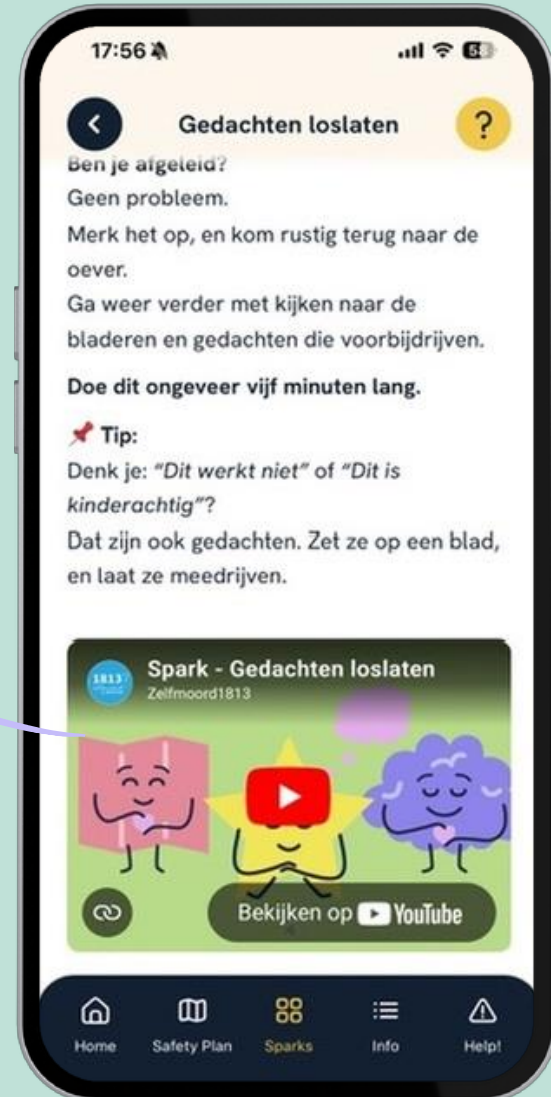 17:56
58
Gedachten loslaten
?
Ben je afgeleid?
Geen probleem.
Merk het op, en kom rustig terug naar de
oever.
Ga weer verder met kijken naar de
bladeren en gedachten die voorbijdrijven.
Doe dit ongeveer vijf minuten lang.
Tip:
Denk je: “Dit werkt niet” of “Dit is
kinderachtig”?
Dat zijn ook gedachten. Zet ze op een blad,
en laat ze meedrijven.
1813
Spark - Gedachten loslaten
Zelfmoord1813
Bekijken op YouTube
Home Safety Plan Sparks Info Help!